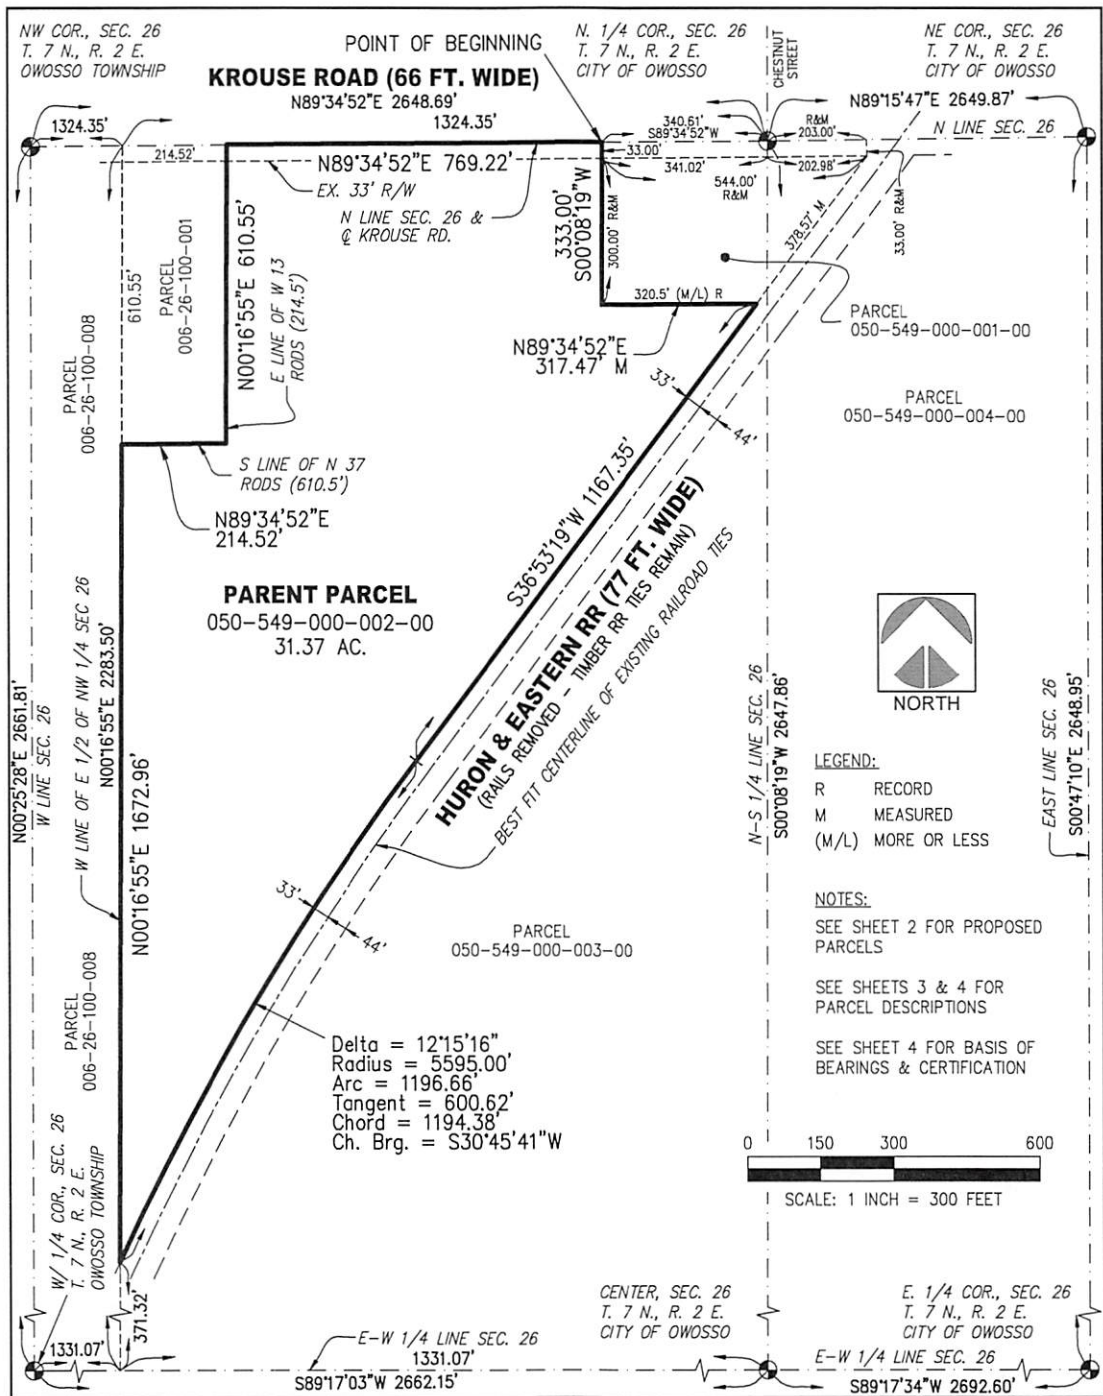 NW COR., SEC. 26
T. 7 N., R. 2 E.
OWOSSO TOWNSHIP
POINT OF BEGINNING
KROUSE ROAD (66 FT. WIDE)
N89°34'52"E 2648.69'
1324.35'
1324.35'
N. 1/4 COR., SEC. 26
T. 7 N., R. 2 E.
CITY OF OWOSSO
CHESTNUT
STREET
NE COR., SEC. 26
T. 7 N., R. 2 E.
CITY OF OWOSSO
N89°15'47"E 2649.87'
N LINE SEC. 26
340.61'
S89°34'52"W
R&M
203.00'
33.00'
341.02'
202.98'
544.00'
R&M
33.00' R&M
378.57' M
214.52'
N89°34'52"E 769.22'
EX. 33' R/W
N LINE SEC. 26 &
℄ KROUSE RD.
333.00'
S00°08'19"W
300.00' R&M
320.5' (M/L) R
N89°34'52"E
317.47' M
PARCEL
050-549-000-001-00
PARCEL
050-549-000-004-00
PARCEL
006-26-100-008
610.55'
PARCEL
006-26-100-001
N00°16'55"E 610.55'
E LINE OF W 13
RODS (214.5')
S LINE OF N 37
RODS (610.5')
N89°34'52"E
214.52'
33'
44'
PARENT PARCEL
050-549-000-002-00
31.37 AC.
S36°53'19"W 1167.35'
HURON & EASTERN RR (77 FT. WIDE)
(RAILS REMOVED - TIMBER RR TIES REMAIN)
BEST FIT CENTERLINE OF EXISTING RAILROAD TIES
NORTH
N00°25'28"E 2661.81'
W LINE SEC. 26
W LINE OF E 1/2 OF NW 1/4 SEC 26
N00°16'55"E 2283.50'
N00°16'55"E 1672.96'
N-S 1/4 LINE SEC. 26
S00°08'19"W 2647.86'
EAST LINE SEC. 26
S00°47'10"E 2648.95'
LEGEND:
R RECORD
M MEASURED
(M/L) MORE OR LESS
NOTES:
SEE SHEET 2 FOR PROPOSED
PARCELS
SEE SHEETS 3 & 4 FOR
PARCEL DESCRIPTIONS
SEE SHEET 4 FOR BASIS OF
BEARINGS & CERTIFICATION
33'
44'
PARCEL
050-549-000-003-00
PARCEL
006-26-100-008
Delta = 12°15'16"
Radius = 5595.00'
Arc = 1196.66'
Tangent = 600.62'
Chord = 1194.38'
Ch. Brg. = S30°45'41"W
0 150 300 600
SCALE: 1 INCH = 300 FEET
W/ 1/4 COR., SEC. 26
T. 7 N., R. 2 E.
OWOSSO TOWNSHIP
371.32'
1331.07'
E-W 1/4 LINE SEC. 26
1331.07'
S89°17'03"W 2662.15'
CENTER, SEC. 26
T. 7 N., R. 2 E.
CITY OF OWOSSO
E. 1/4 COR., SEC. 26
T. 7 N., R. 2 E.
CITY OF OWOSSO
E-W 1/4 LINE SEC. 26
S89°17'34"W 2692.60'